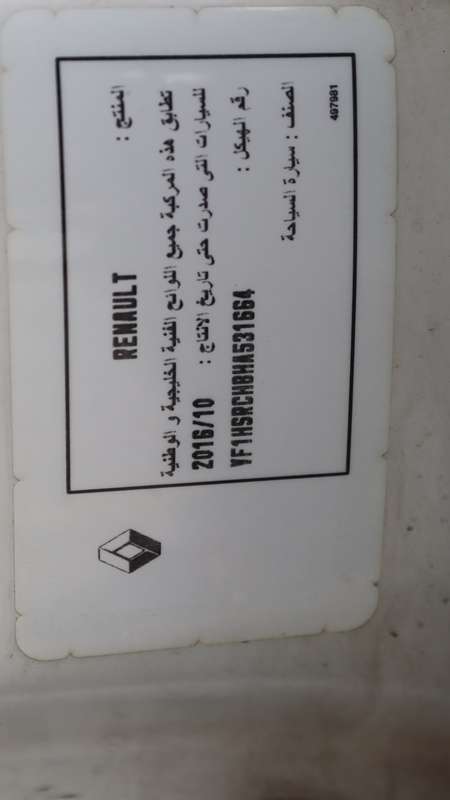 المنتج : RENAULT
تطابق هذه المركبة جميع اللوائح الفنية الخليجية و الوطنية
للسيارات التى صدرت حتى تاريخ الانتاج : 2016/10
رقم الهيكل : VF1HSRCHBHA531664
الصنف : سيارة السياحة
497981